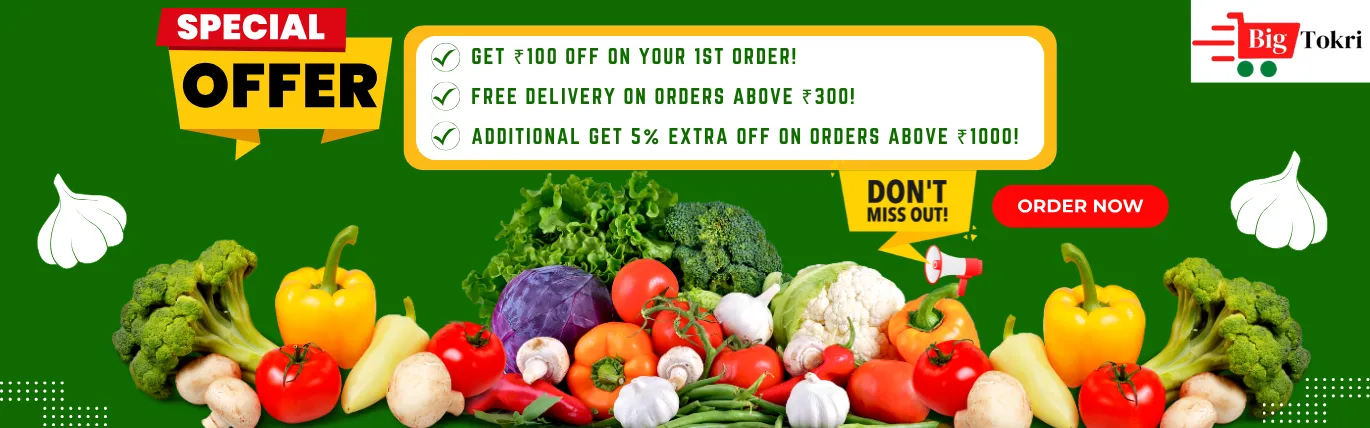 SPECIAL
OFFER
GET ₹100 OFF ON YOUR 1ST ORDER!
FREE DELIVERY ON ORDERS ABOVE ₹300!
ADDITIONAL GET 5% EXTRA OFF ON ORDERS ABOVE ₹1000!
Big Tokri
DON'T
MISS OUT!
ORDER NOW